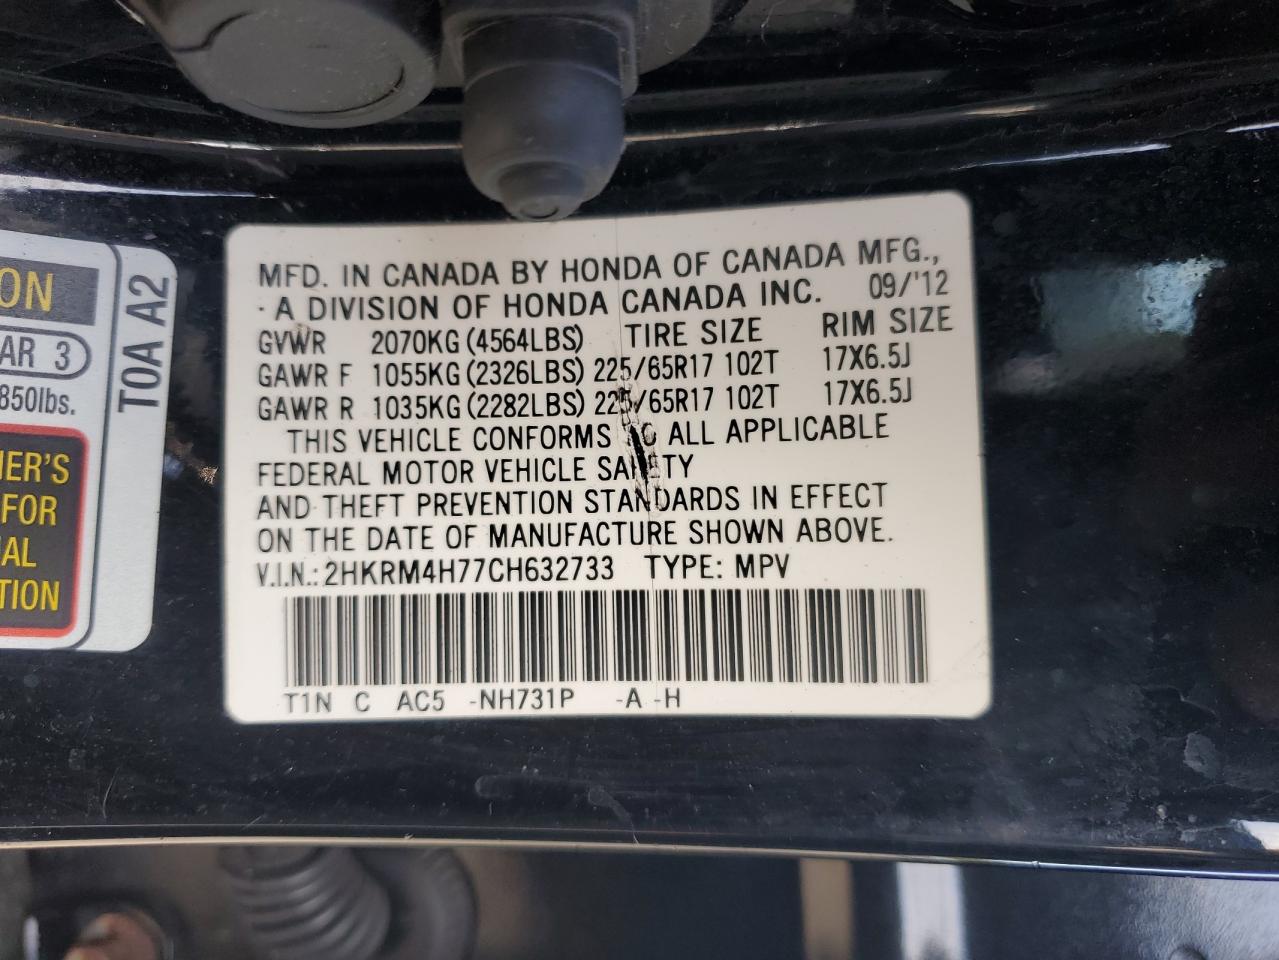 ON
AR 3
850lbs.
TOA A2
ER'S
FOR
TION
MFD. IN CANADA BY HONDA OF CANADA MFG.,
A DIVISION OF HONDA CANADA INC. 09/'12
GVWR 2070KG (4564LBS) TIRE SIZE RIM SIZE
GAWR F 1055KG (2326LBS) 225/65R17 102T 17X6.5J
GAWR R 1035KG (2282LBS) 225/65R17 102T 17X6.5J
THIS VEHICLE CONFORMS TO ALL APPLICABLE
FEDERAL MOTOR VEHICLE SAFETY
AND THEFT PREVENTION STANDARDS IN EFFECT
ON THE DATE OF MANUFACTURE SHOWN ABOVE.
V.I.N.: 2HKRM4H77CH632733 TYPE: MPV
T1N C AC5 -NH731P -A -H